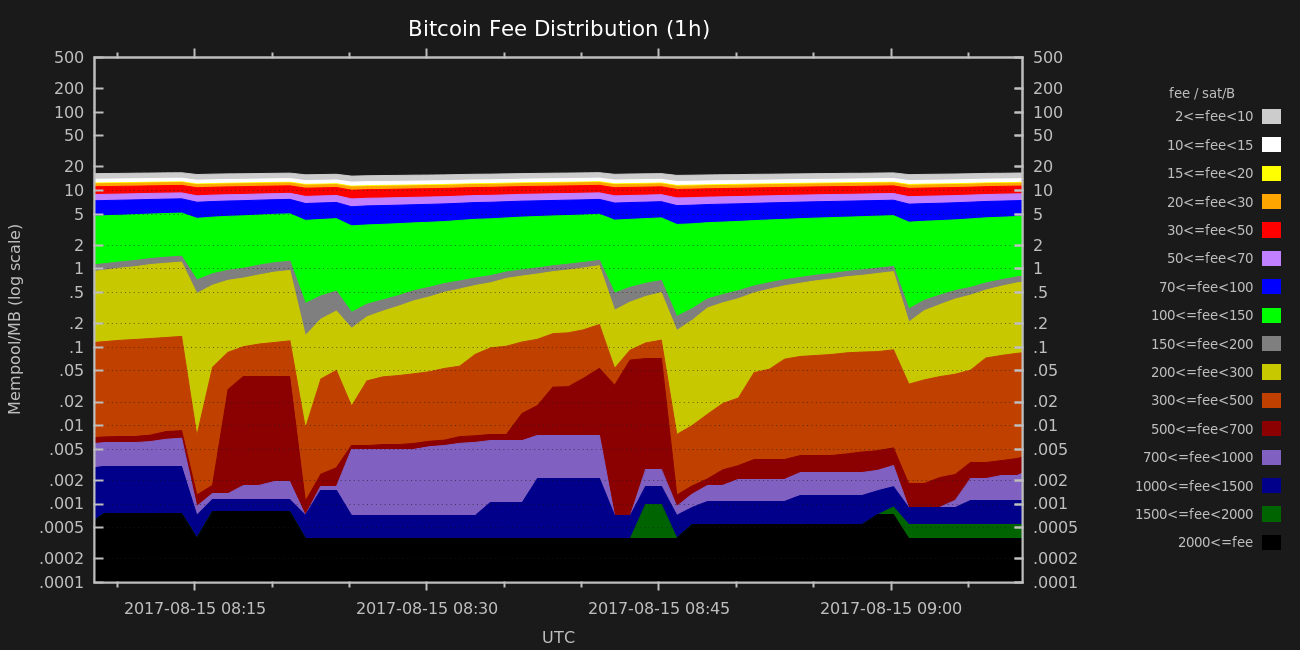 Bitcoin Fee Distribution (1h)
Mempool/MB (log scale)
500
200
100
50
20
10
5
2
1
.5
.2
.1
.05
.02
.01
.005
.002
.001
.0005
.0002
.0001
500
200
100
50
20
10
5
2
1
.5
.2
.1
.05
.02
.01
.005
.002
.001
.0005
.0002
.0001
2017-08-15 08:15
2017-08-15 08:30
2017-08-15 08:45
2017-08-15 09:00
UTC
fee / sat/B
2<=fee<10
10<=fee<15
15<=fee<20
20<=fee<30
30<=fee<50
50<=fee<70
70<=fee<100
100<=fee<150
150<=fee<200
200<=fee<300
300<=fee<500
500<=fee<700
700<=fee<1000
1000<=fee<1500
1500<=fee<2000
2000<=fee